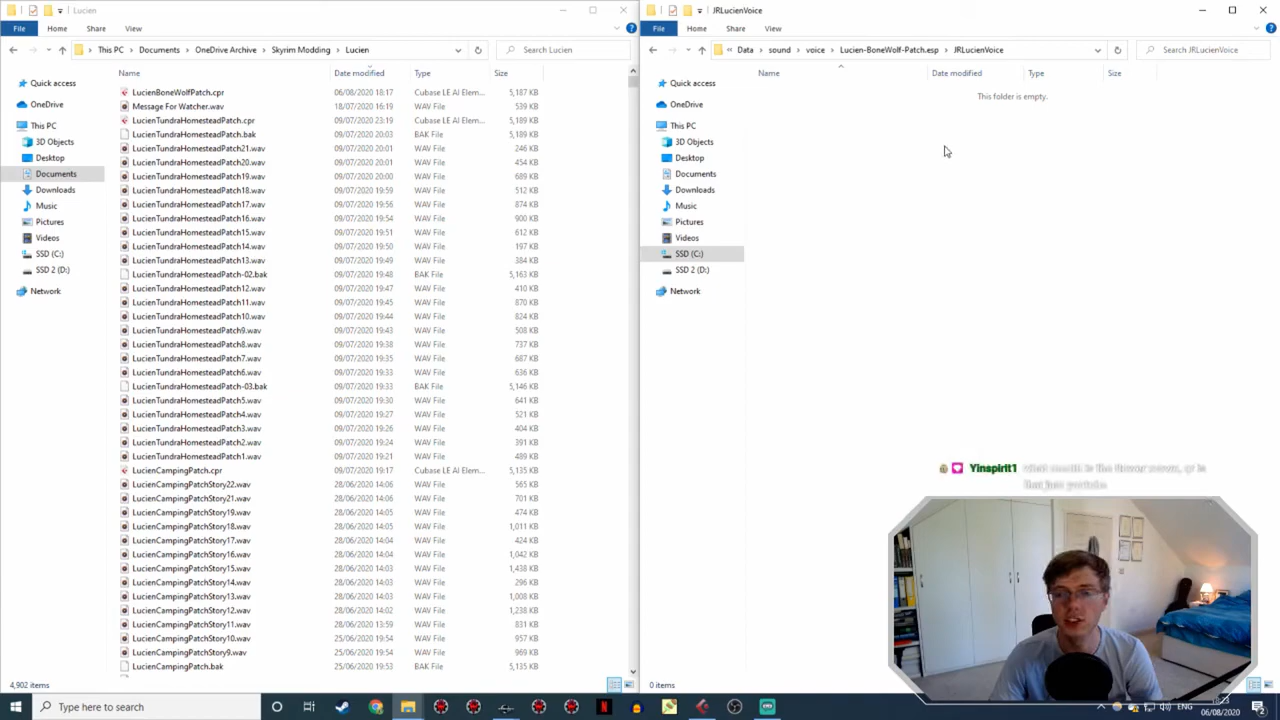 Lucien
JRLucienVoice
File Home Share View
File Home Share View
This PC Documents OneDrive Archive Skyrim Modding Lucien
Search Lucien
Data sound voice Lucien-BoneWolf-Patch.esp JRLucienVoice
Search JRLucienVoice
Quick access
OneDrive
This PC
3D Objects
Desktop
Documents
Downloads
Music
Pictures
Videos
SSD (C:)
SSD 2 (D:)
Network
Name Date modified Type Size
LucienBoneWolfPatch.cpr 06/08/2020 18:17 Cubase LE AI Elem... 5,187 KB
Message For Watcher.wav 18/07/2020 16:19 WAV File 539 KB
LucienTundraHomesteadPatch.cpr 09/07/2020 23:19 Cubase LE AI Elem... 5,189 KB
LucienTundraHomesteadPatch.bak 09/07/2020 20:03 BAK File 5,189 KB
LucienTundraHomesteadPatch21.wav 09/07/2020 20:01 WAV File 246 KB
LucienTundraHomesteadPatch20.wav 09/07/2020 20:01 WAV File 454 KB
LucienTundraHomesteadPatch19.wav 09/07/2020 20:00 WAV File 689 KB
LucienTundraHomesteadPatch18.wav 09/07/2020 19:59 WAV File 512 KB
LucienTundraHomesteadPatch17.wav 09/07/2020 19:56 WAV File 874 KB
LucienTundraHomesteadPatch16.wav 09/07/2020 19:54 WAV File 900 KB
LucienTundraHomesteadPatch15.wav 09/07/2020 19:51 WAV File 612 KB
LucienTundraHomesteadPatch14.wav 09/07/2020 19:50 WAV File 197 KB
LucienTundraHomesteadPatch13.wav 09/07/2020 19:49 WAV File 384 KB
LucienTundraHomesteadPatch-02.bak 09/07/2020 19:48 BAK File 5,163 KB
LucienTundraHomesteadPatch12.wav 09/07/2020 19:47 WAV File 410 KB
LucienTundraHomesteadPatch11.wav 09/07/2020 19:45 WAV File 870 KB
LucienTundraHomesteadPatch10.wav 09/07/2020 19:44 WAV File 824 KB
LucienTundraHomesteadPatch9.wav 09/07/2020 19:43 WAV File 508 KB
LucienTundraHomesteadPatch8.wav 09/07/2020 19:38 WAV File 737 KB
LucienTundraHomesteadPatch7.wav 09/07/2020 19:35 WAV File 687 KB
LucienTundraHomesteadPatch6.wav 09/07/2020 19:33 WAV File 636 KB
LucienTundraHomesteadPatch-03.bak 09/07/2020 19:33 BAK File 5,146 KB
LucienTundraHomesteadPatch5.wav 09/07/2020 19:30 WAV File 641 KB
LucienTundraHomesteadPatch4.wav 09/07/2020 19:27 WAV File 521 KB
LucienTundraHomesteadPatch3.wav 09/07/2020 19:26 WAV File 404 KB
LucienTundraHomesteadPatch2.wav 09/07/2020 19:24 WAV File 391 KB
LucienTundraHomesteadPatch1.wav 09/07/2020 19:21 WAV File 489 KB
LucienCampingPatch.cpr 09/07/2020 19:17 Cubase LE AI Elem... 5,135 KB
LucienCampingPatchStory22.wav 28/06/2020 14:06 WAV File 565 KB
LucienCampingPatchStory21.wav 28/06/2020 14:06 WAV File 701 KB
LucienCampingPatchStory19.wav 28/06/2020 14:05 WAV File 474 KB
LucienCampingPatchStory18.wav 28/06/2020 14:05 WAV File 1,011 KB
LucienCampingPatchStory17.wav 28/06/2020 14:04 WAV File 424 KB
LucienCampingPatchStory16.wav 28/06/2020 14:04 WAV File 1,042 KB
LucienCampingPatchStory15.wav 28/06/2020 14:03 WAV File 1,438 KB
LucienCampingPatchStory14.wav 28/06/2020 14:03 WAV File 296 KB
LucienCampingPatchStory13.wav 28/06/2020 14:03 WAV File 1,008 KB
LucienCampingPatchStory12.wav 28/06/2020 14:02 WAV File 1,238 KB
LucienCampingPatchStory11.wav 28/06/2020 13:59 WAV File 831 KB
LucienCampingPatchStory10.wav 25/06/2020 19:54 WAV File 957 KB
LucienCampingPatchStory9.wav 25/06/2020 19:54 WAV File 969 KB
LucienCampingPatch.bak 25/06/2020 19:53 BAK File 5,135 KB
4,902 items
Quick access
OneDrive
This PC
3D Objects
Desktop
Documents
Downloads
Music
Pictures
Videos
SSD (C:)
SSD 2 (D:)
Network
Name Date modified Type Size
This folder is empty.
Yinspirit1
0 items
Type here to search
ENG
06/08/2020
2